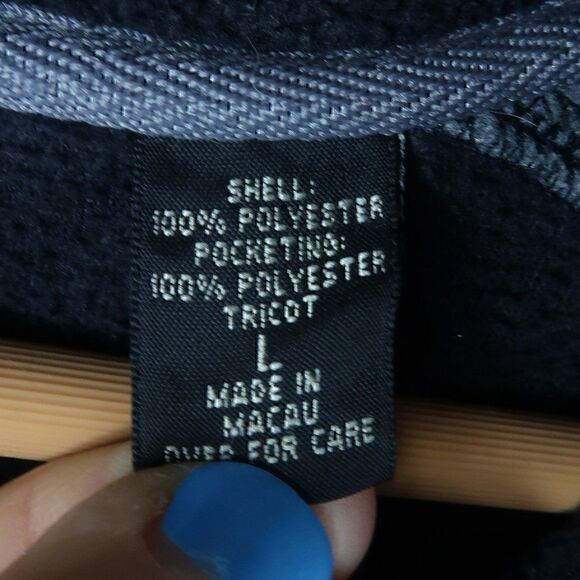 SHELL:
100% POLYESTER
POCKETING:
100% POLYESTER
TRICOT
L
MADE IN
MACAU
OVER FOR CARE